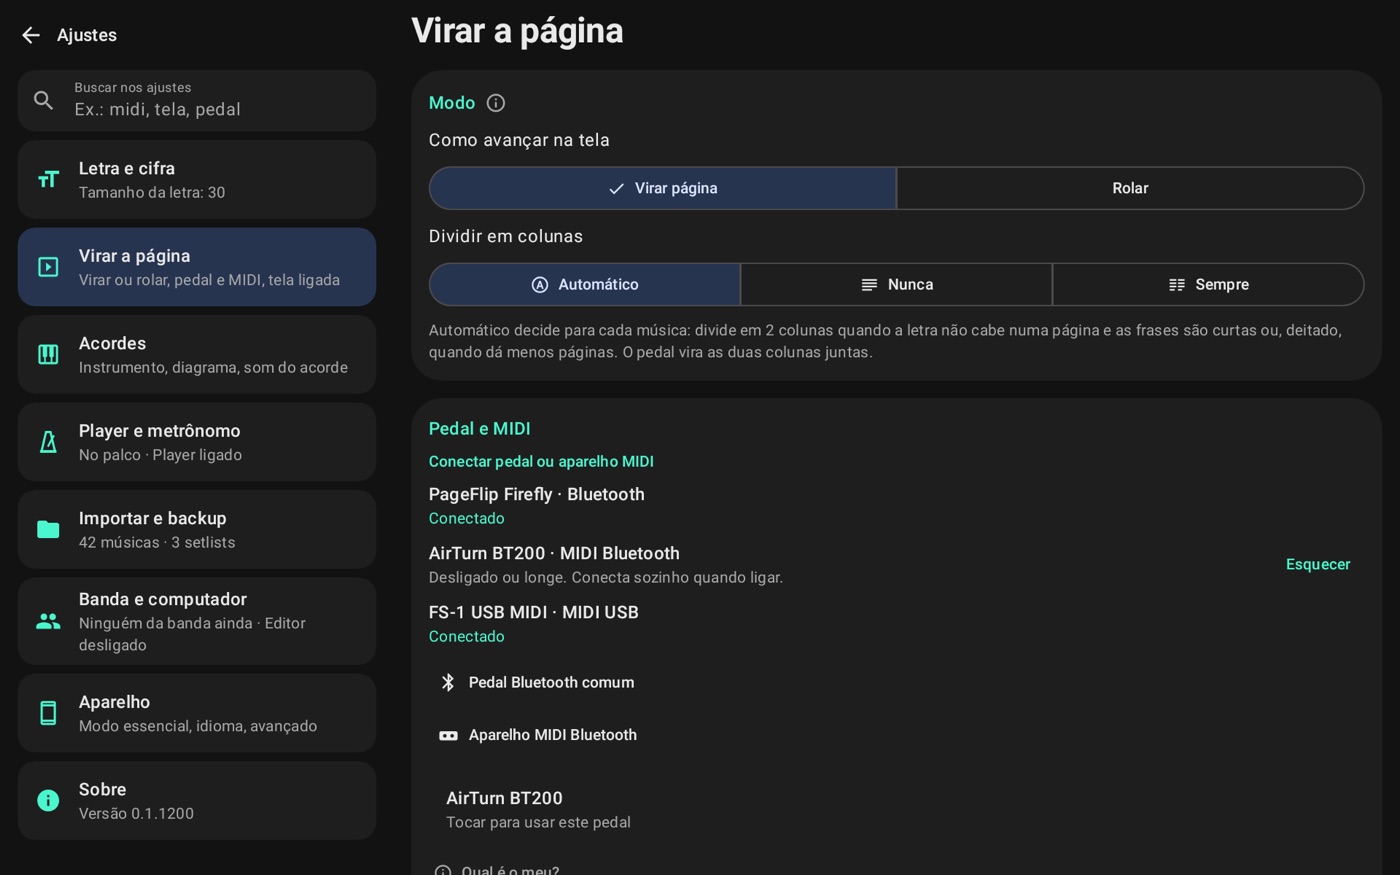 Ajustes
Buscar nos ajustes
Ex.: midi, tela, pedal
Letra e cifra
Tamanho da letra: 30
Virar a página
Virar ou rolar, pedal e MIDI, tela ligada
Acordes
Instrumento, diagrama, som do acorde
Player e metrônomo
No palco · Player ligado
Importar e backup
42 músicas · 3 setlists
Banda e computador
Ninguém da banda ainda · Editor
desligado
Aparelho
Modo essencial, idioma, avançado
Sobre
Versão 0.1.1200
Virar a página
Modo
Como avançar na tela
Virar página
Rolar
Dividir em colunas
Automático
Nunca
Sempre
Automático decide para cada música: divide em 2 colunas quando a letra não cabe numa página e as frases são curtas ou, deitado,
quando dá menos páginas. O pedal vira as duas colunas juntas.
Pedal e MIDI
Conectar pedal ou aparelho MIDI
PageFlip Firefly · Bluetooth
Conectado
AirTurn BT200 · MIDI Bluetooth
Desligado ou longe. Conecta sozinho quando ligar.
Esquecer
FS-1 USB MIDI · MIDI USB
Conectado
Pedal Bluetooth comum
Aparelho MIDI Bluetooth
AirTurn BT200
Tocar para usar este pedal
Qual é o meu?